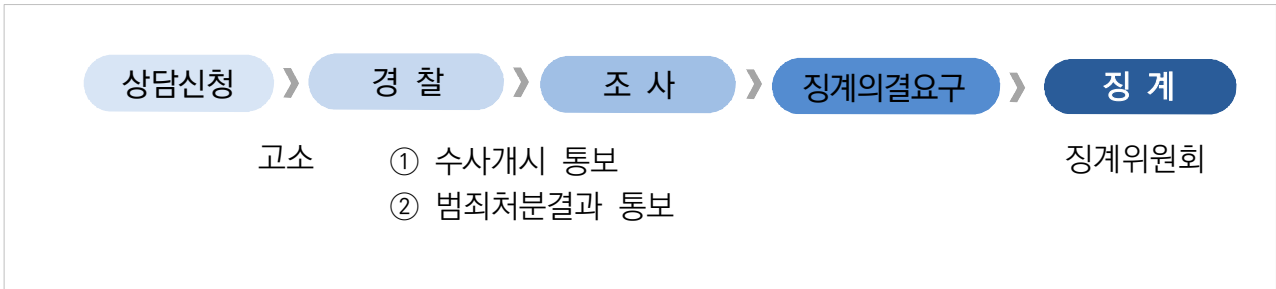 상담신청 》 경 찰 》 조 사 》 징계의결요구 》 징 계
고소 ① 수사개시 통보 징계위원회
② 범죄처분결과 통보